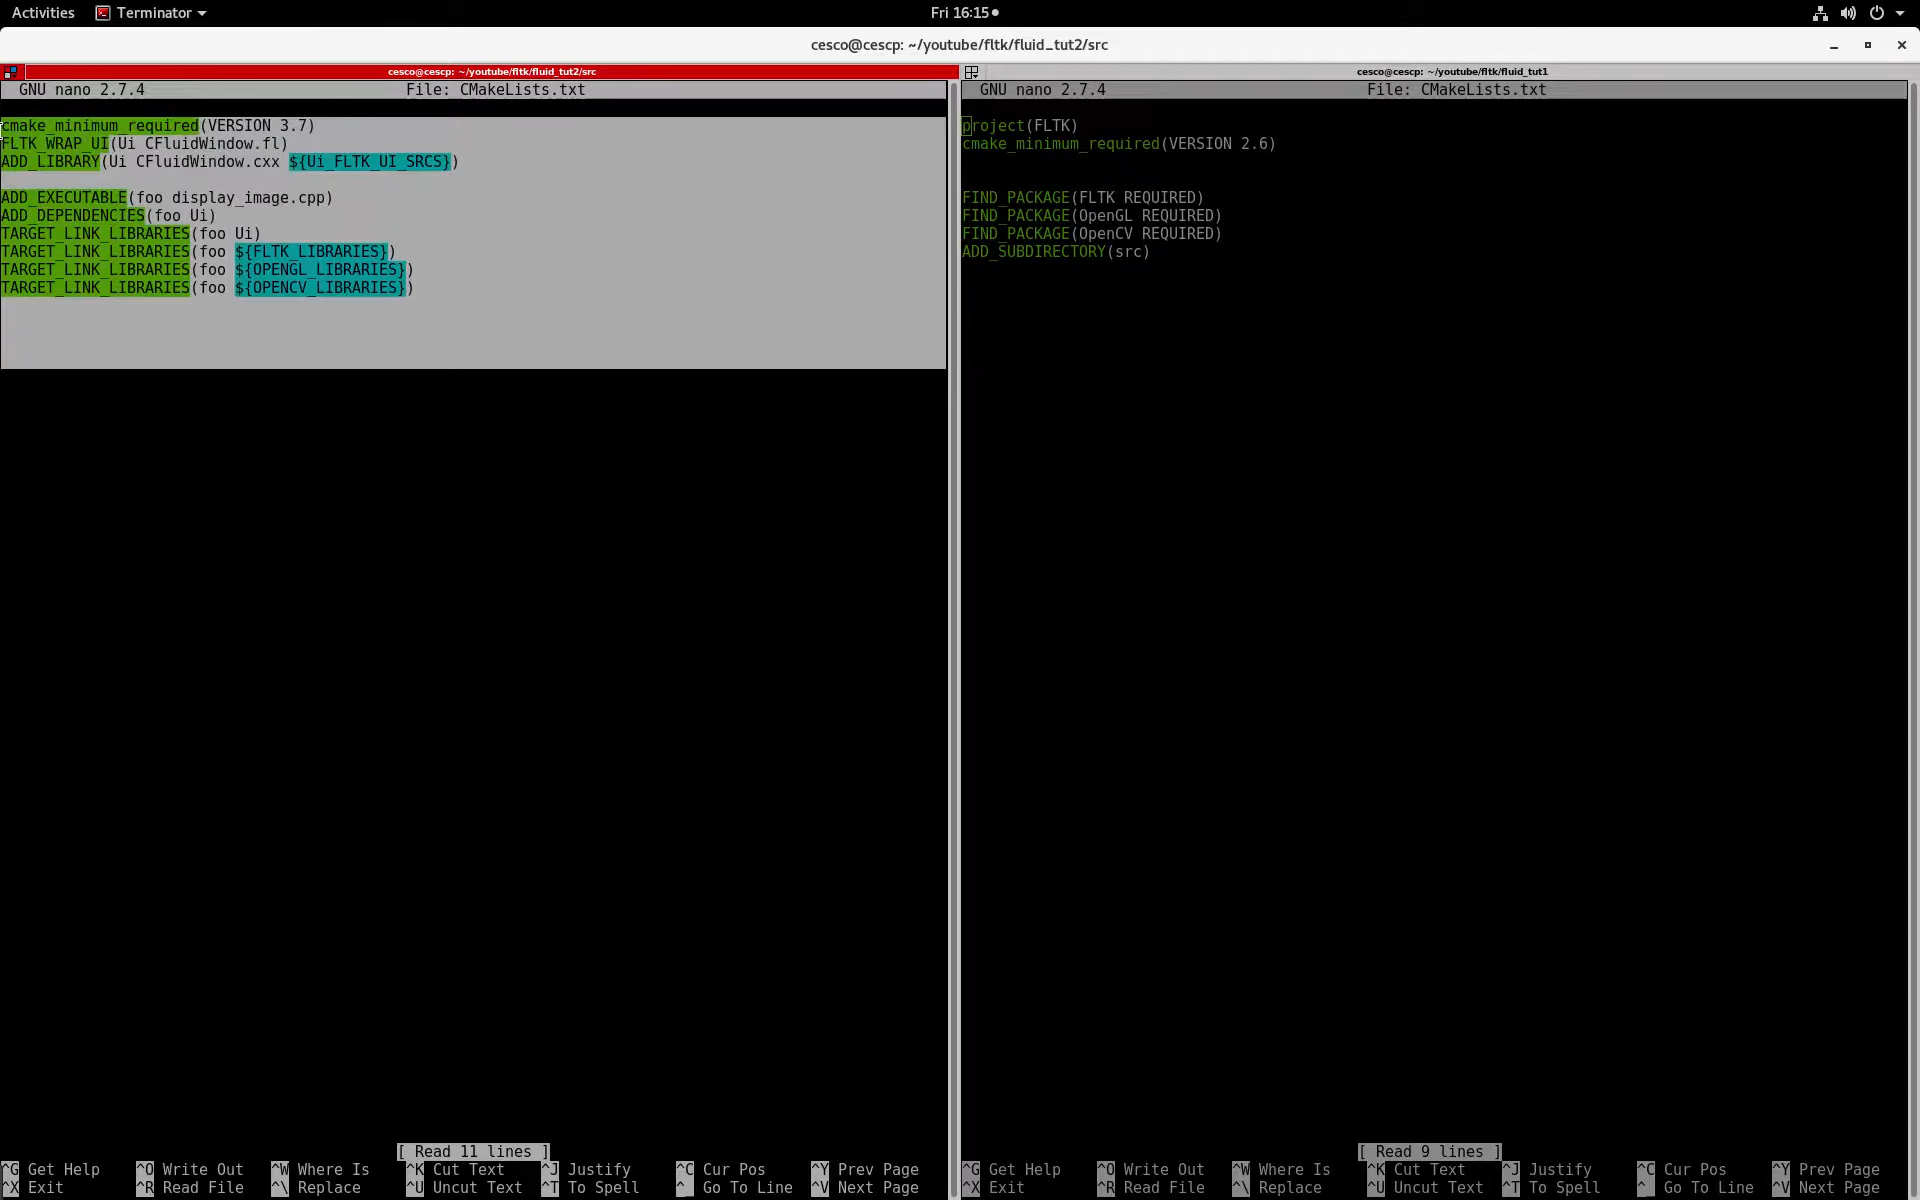 Activities Terminator Fri 16:15
cesco@cescp: ~/youtube/fltk/fluid_tut2/src
cesco@cescp: ~/youtube/fltk/fluid_tut2/src
GNU nano 2.7.4 File: CMakeLists.txt
cmake_minimum_required(VERSION 3.7)
FLTK_WRAP_UI(Ui CFluidWindow.fl)
ADD_LIBRARY(Ui CFluidWindow.cxx ${Ui_FLTK_UI_SRCS})
ADD_EXECUTABLE(foo display_image.cpp)
ADD_DEPENDENCIES(foo Ui)
TARGET_LINK_LIBRARIES(foo Ui)
TARGET_LINK_LIBRARIES(foo ${FLTK_LIBRARIES})
TARGET_LINK_LIBRARIES(foo ${OPENGL_LIBRARIES})
TARGET_LINK_LIBRARIES(foo ${OPENCV_LIBRARIES})
[ Read 11 lines ]
^G Get Help ^O Write Out ^W Where Is ^K Cut Text ^J Justify ^C Cur Pos ^Y Prev Page
^X Exit ^R Read File ^\ Replace ^U Uncut Text ^T To Spell ^_ Go To Line ^V Next Page
cesco@cescp: ~/youtube/fltk/fluid_tut1
GNU nano 2.7.4 File: CMakeLists.txt
project(FLTK)
cmake_minimum_required(VERSION 2.6)
FIND_PACKAGE(FLTK REQUIRED)
FIND_PACKAGE(OpenGL REQUIRED)
FIND_PACKAGE(OpenCV REQUIRED)
ADD_SUBDIRECTORY(src)
[ Read 9 lines ]
^G Get Help ^O Write Out ^W Where Is ^K Cut Text ^J Justify ^C Cur Pos ^Y Prev Page
^X Exit ^R Read File ^\ Replace ^U Uncut Text ^T To Spell ^_ Go To Line ^V Next Page